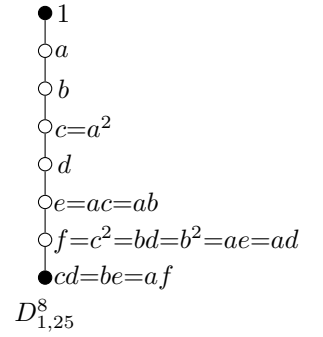 1
a
b
c=a²
d
e=ac=ab
f=c²=bd=b²=ae=ad
cd=be=af
D⁸₁,₂₅